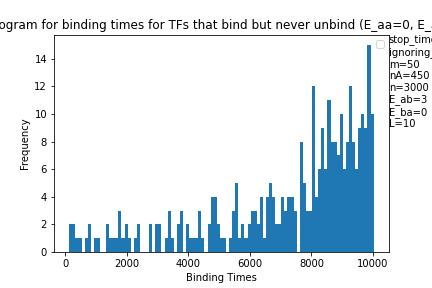 ogram for binding times for TFs that bind but never unbind (E_aa=0, E_
stop_time
ignoring_
m=50
nA=450
n=3000
E_ab=3
E_ba=0
L=10
14
12
10
8
6
4
2
0
Frequency
0 2000 4000 6000 8000 10000
Binding Times